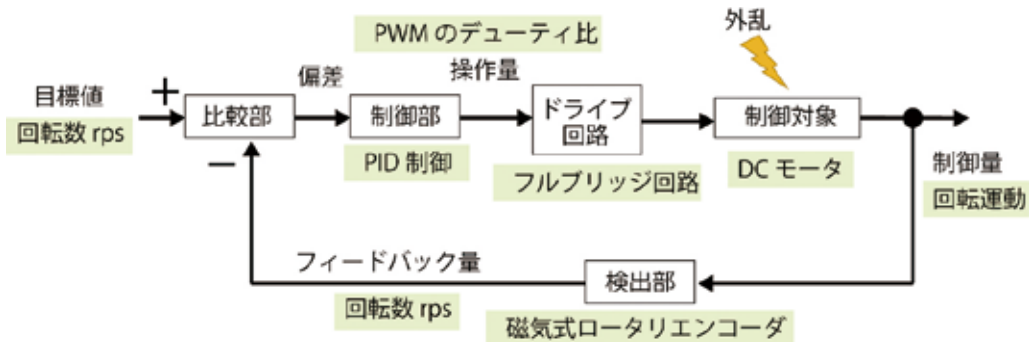 PWM のデューティ比
外乱
目標値
回転数 rps
+
比較部
偏差
制御部
PID 制御
操作量
ドライブ
回路
フルブリッジ回路
制御対象
DC モータ
制御量
回転運動
−
フィードバック量
回転数 rps
検出部
磁気式ロータリエンコーダ